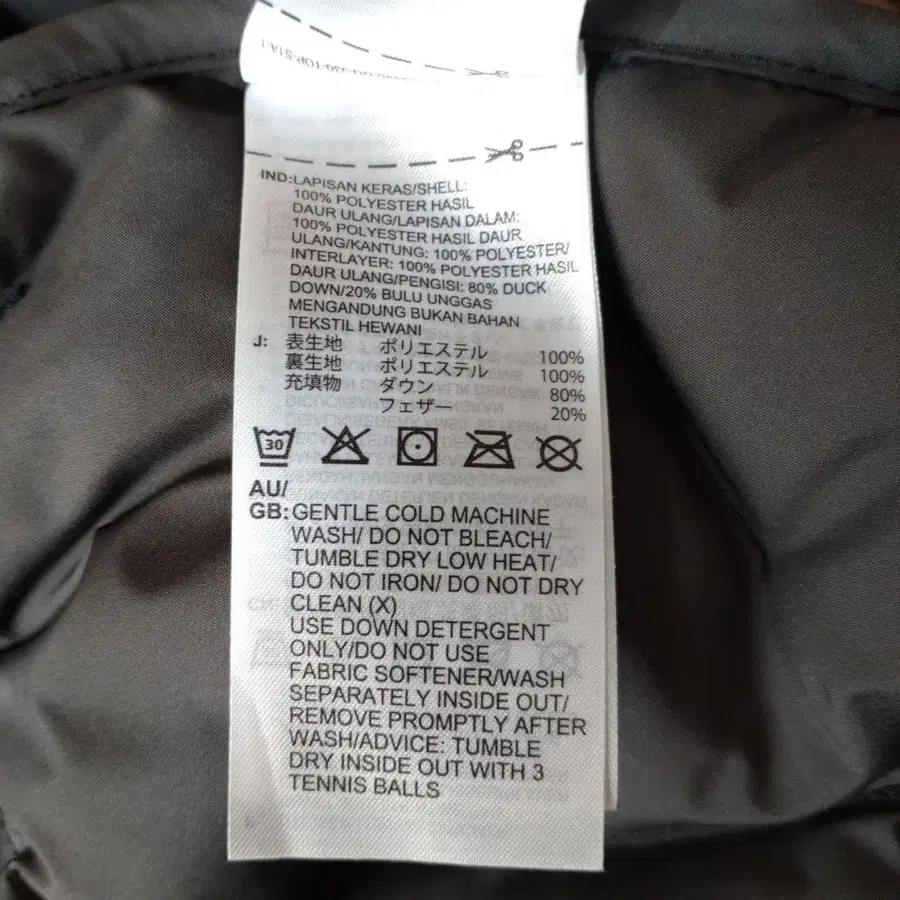 IND:LAPISAN KERAS/SHELL:
100% POLYESTER HASIL
DAUR ULANG/LAPISAN DALAM:
100% POLYESTER HASIL DAUR
ULANG/KANTUNG: 100% POLYESTER/
INTERLAYER: 100% POLYESTER HASIL
DAUR ULANG/PENGISI: 80% DUCK
DOWN/20% BULU UNGGAS
MENGANDUNG BUKAN BAHAN
TEKSTIL HEWANI
J: 表生地 ポリエステル 100%
裏生地 ポリエステル 100%
充填物 ダウン 80%
フェザー 20%
30
AU/
GB: GENTLE COLD MACHINE
WASH/ DO NOT BLEACH/
TUMBLE DRY LOW HEAT/
DO NOT IRON/ DO NOT DRY
CLEAN (X)
USE DOWN DETERGENT
ONLY/DO NOT USE
FABRIC SOFTENER/WASH
SEPARATELY INSIDE OUT/
REMOVE PROMPTLY AFTER
WASH/ADVICE: TUMBLE
DRY INSIDE OUT WITH 3
TENNIS BALLS